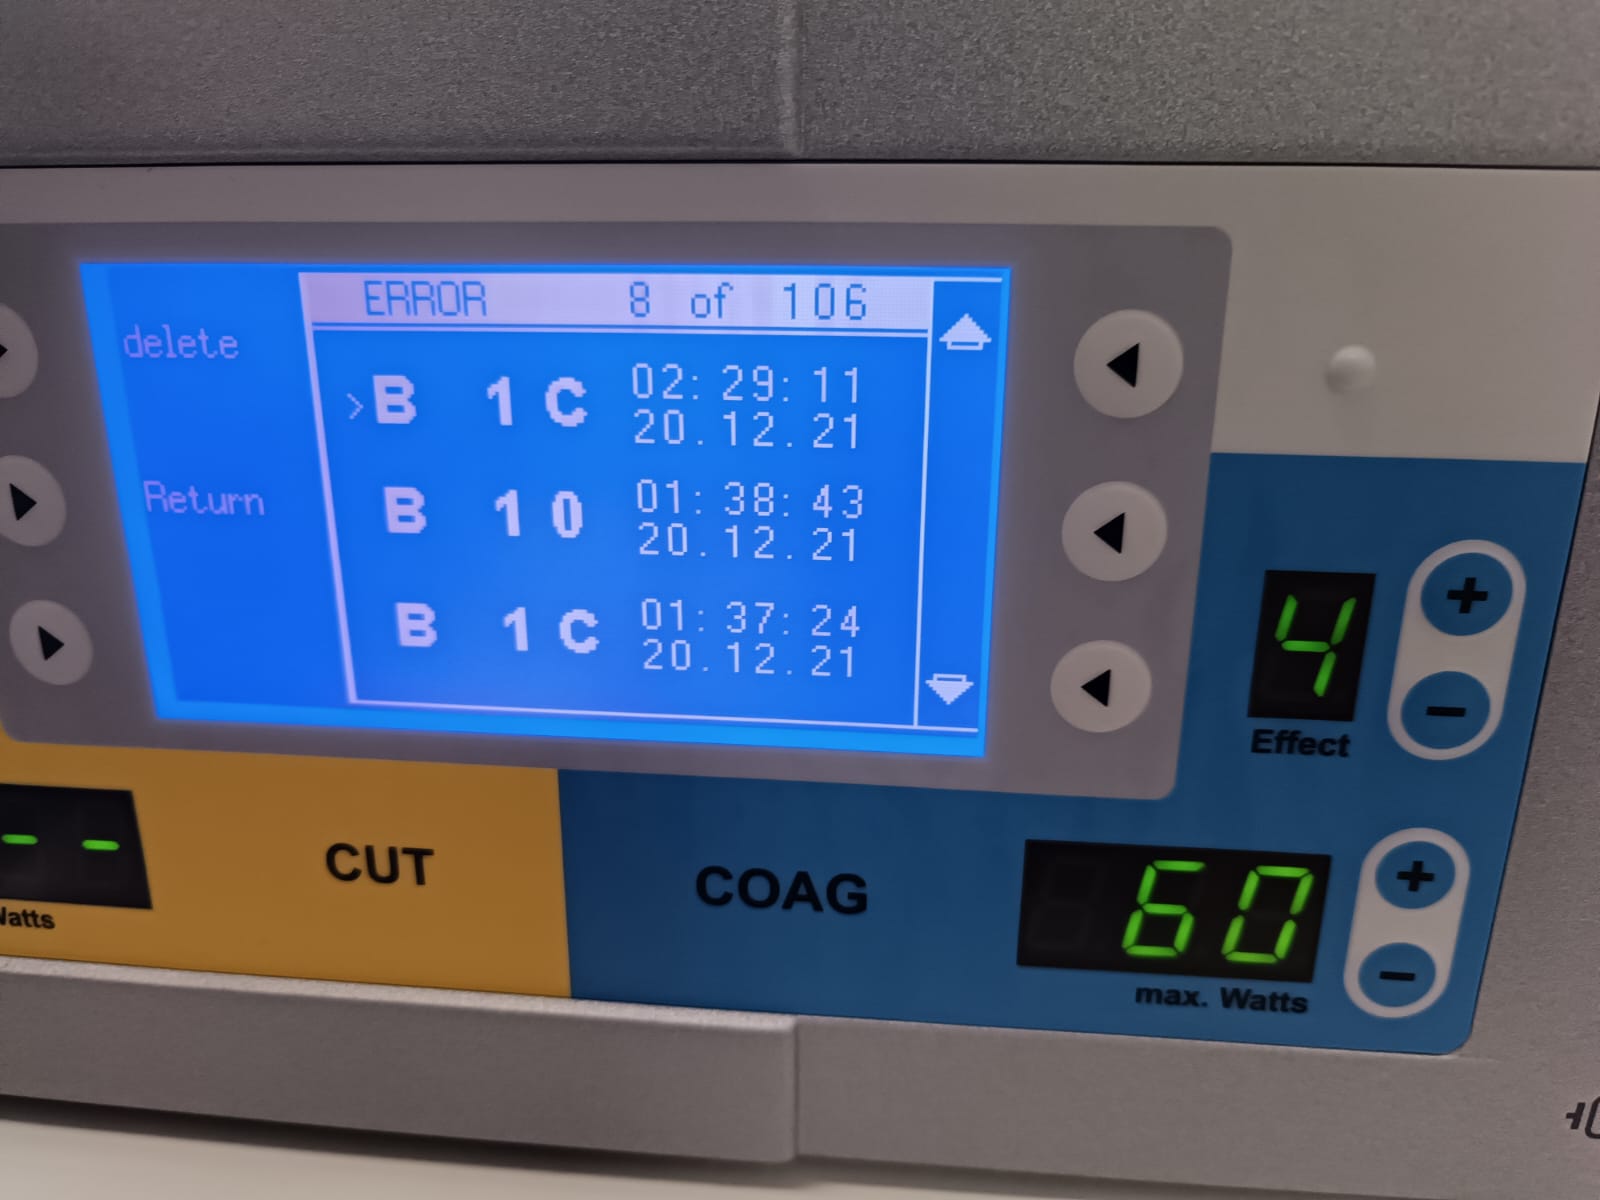 ERROR 8 of 106
delete
>B 1C 02:29:11
20.12.21
Return
B 10 01:38:43
20.12.21
B 1C 01:37:24
20.12.21
4
+
-
Effect
- -
Watts
CUT
COAG
60
+
-
max. Watts